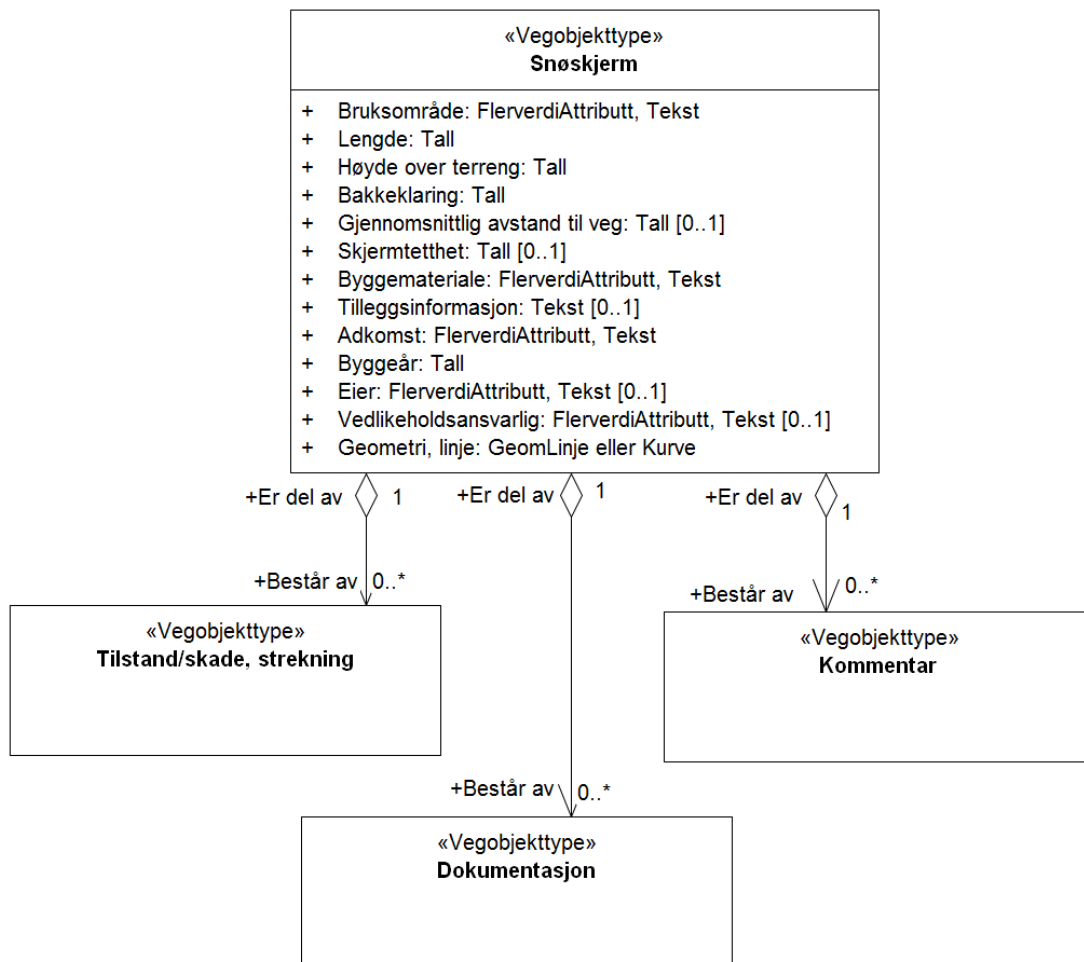 «Vegobjekttype»
Snøskjerm
+ Bruksområde: FlerverdiAttributt, Tekst
+ Lengde: Tall
+ Høyde over terreng: Tall
+ Bakkeklaring: Tall
+ Gjennomsnittlig avstand til veg: Tall [0..1]
+ Skjermtetthet: Tall [0..1]
+ Byggemateriale: FlerverdiAttributt, Tekst
+ Tilleggsinformasjon: Tekst [0..1]
+ Adkomst: FlerverdiAttributt, Tekst
+ Byggeår: Tall
+ Eier: FlerverdiAttributt, Tekst [0..1]
+ Vedlikeholdsansvarlig: FlerverdiAttributt, Tekst [0..1]
+ Geometri, linje: GeomLinje eller Kurve
+Er del av 1
+Er del av 1
+Er del av 1
+Består av 0..*
+Består av 0..*
«Vegobjekttype»
Tilstand/skade, strekning
«Vegobjekttype»
Kommentar
+Består av 0..*
«Vegobjekttype»
Dokumentasjon